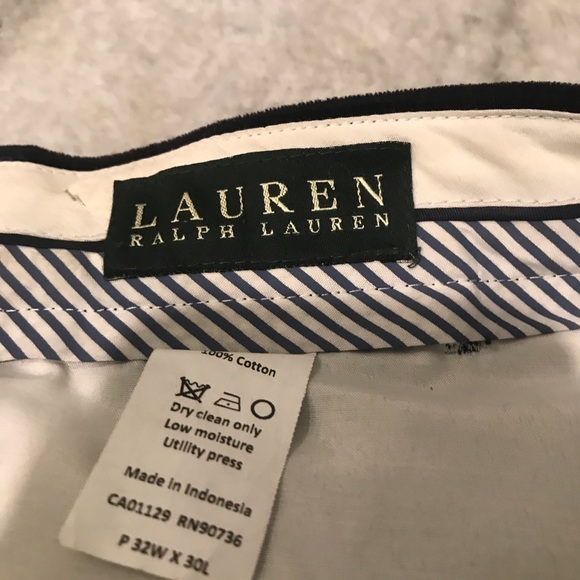 LAUREN
RALPH LAUREN
100% Cotton
Dry clean only
Low moisture
Utility press
Made in Indonesia
CA01129 RN90736
P 32W X 30L